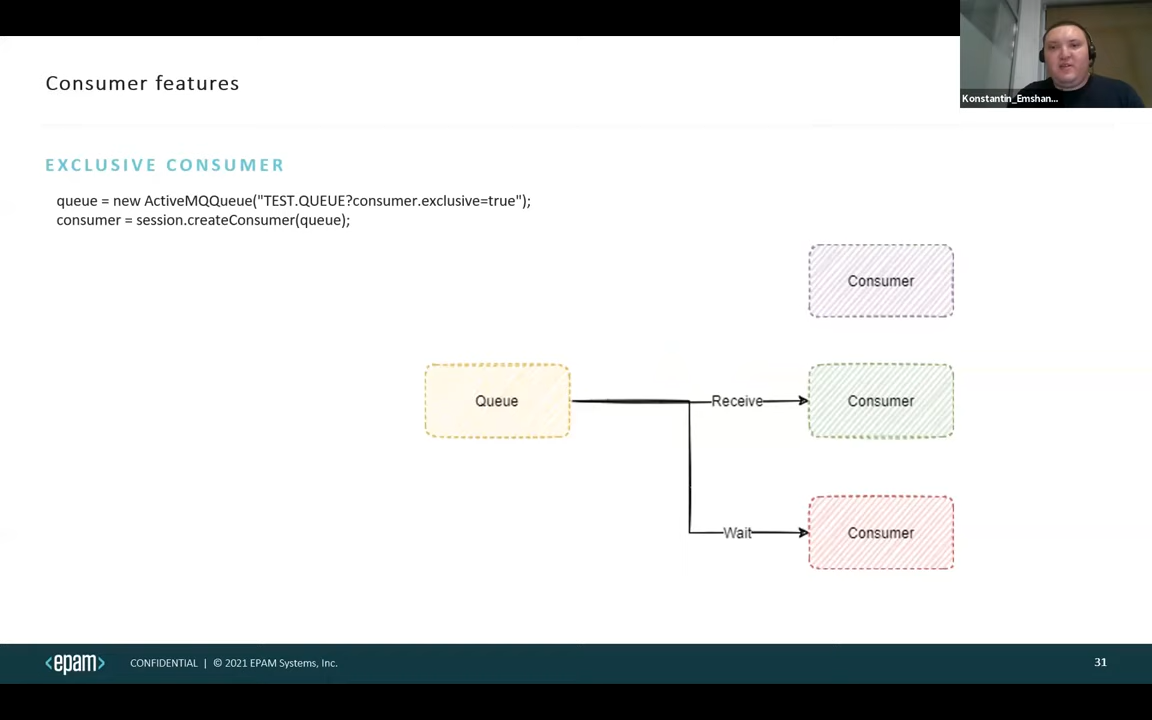 Consumer features
Konstantin_Emshan...
EXCLUSIVE CONSUMER
queue = new ActiveMQQueue("TEST.QUEUE?consumer.exclusive=true");
consumer = session.createConsumer(queue);
Consumer
Queue
Receive
Consumer
Wait
Consumer
<epam>
CONFIDENTIAL | © 2021 EPAM Systems, Inc.
31